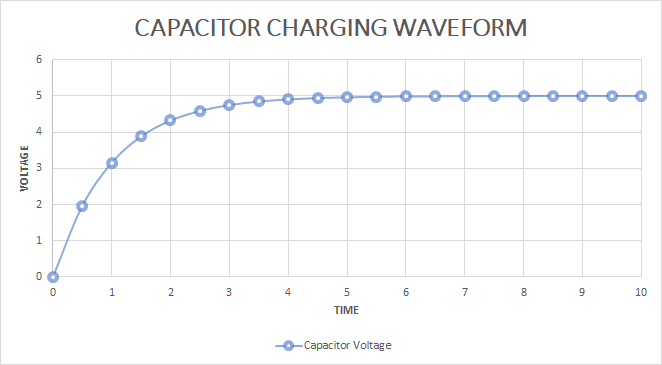 CAPACITOR CHARGING WAVEFORM
6
5
4
3
2
1
0
VOLTAGE
0 1 2 3 4 5 6 7 8 9 10
TIME
Capacitor Voltage